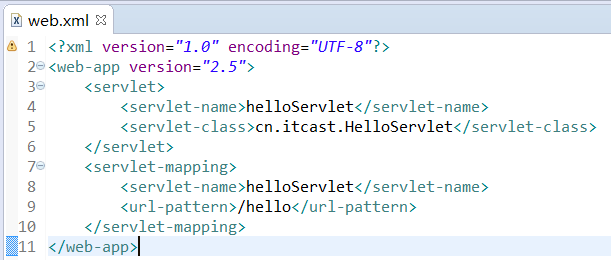 web.xml
1 <?xml version="1.0" encoding="UTF-8"?>
2 <web-app version="2.5">
3 <servlet>
4 <servlet-name>helloServlet</servlet-name>
5 <servlet-class>cn.itcast.HelloServlet</servlet-class>
6 </servlet>
7 <servlet-mapping>
8 <servlet-name>helloServlet</servlet-name>
9 <url-pattern>/hello</url-pattern>
10 </servlet-mapping>
11 </web-app>